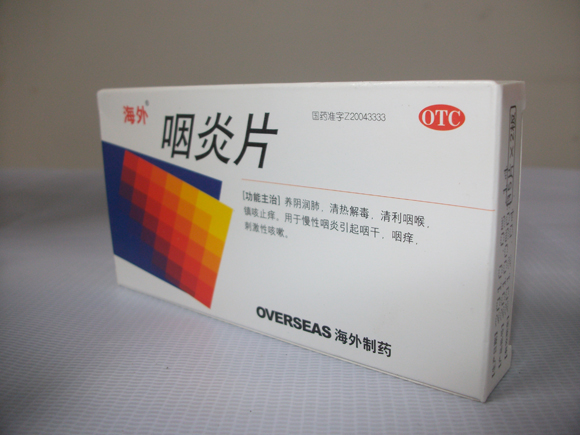 海外®
咽炎片
国药准字Z20043333
OTC
[功能主治] 养阴润肺，清热解毒，清利咽喉，
镇咳止痒。用于慢性咽炎引起咽干，咽痒，
刺激性咳嗽。
OVERSEAS 海外制药